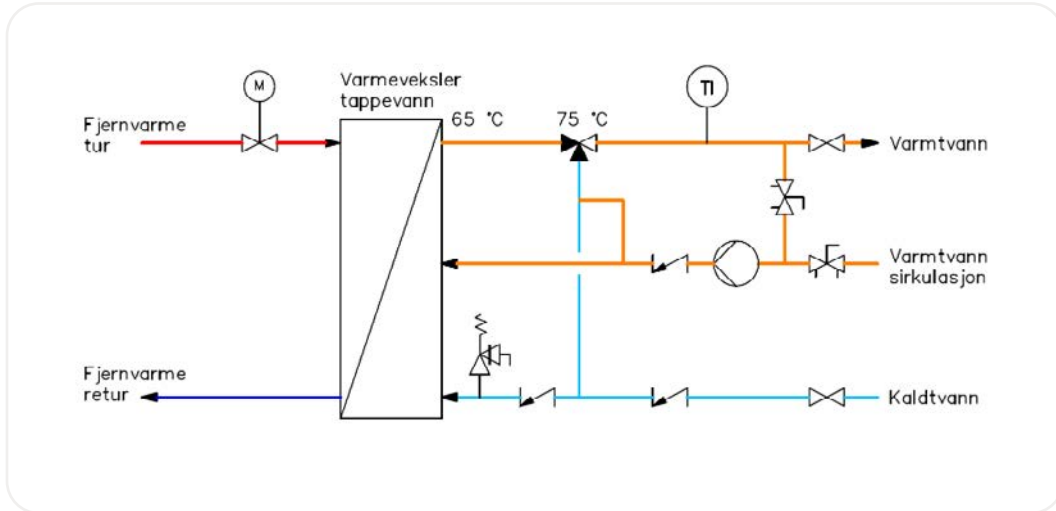 M
Varmeveksler
tappevann
TI
Fjernvarme
tur
65 °C
75 °C
Varmtvann
Varmtvann
sirkulasjon
Fjernvarme
retur
Kaldtvann